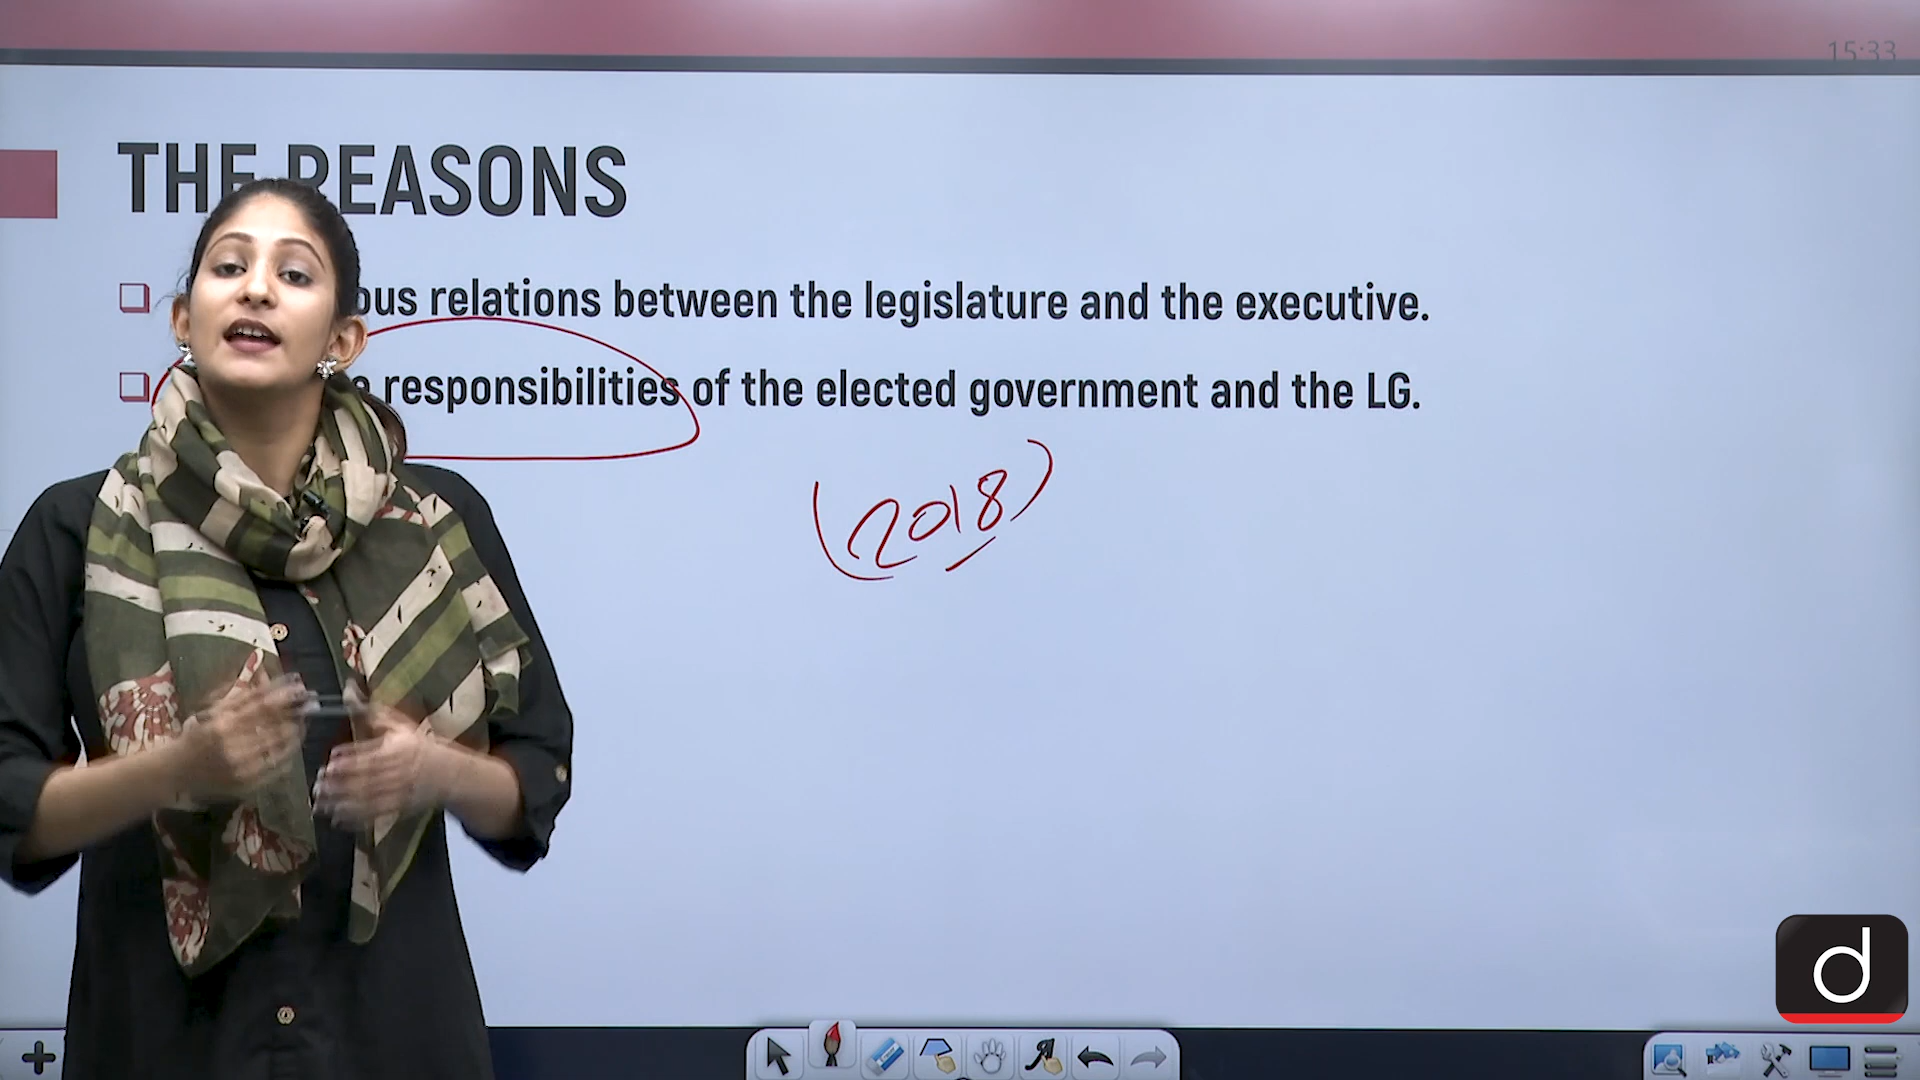 15:33
THE REASONS
relations between the legislature and the executive.
responsibilities of the elected government and the LG.
(2018)
d